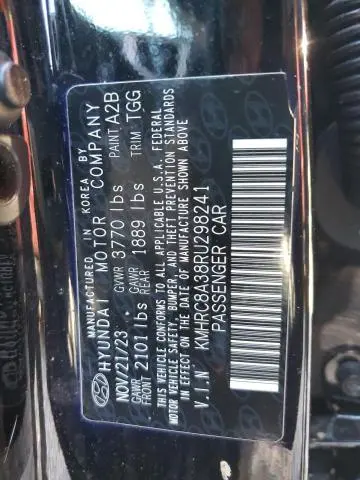 MANUFACTURED IN KOREA BY
HYUNDAI MOTOR COMPANY
NOV/21/23 GVWR 3770 lbs PAINT A2B
GAWR FRONT 2101 lbs GAWR REAR 1889 lbs TRIM TGG
THIS VEHICLE CONFORMS TO ALL APPLICABLE U.S.A. FEDERAL
MOTOR VEHICLE SAFETY, BUMPER, AND THEFT PREVENTION STANDARDS
IN EFFECT ON THE DATE OF MANUFACTURE SHOWN ABOVE
V.I.N KMHRC8A38RU298241
PASSENGER CAR